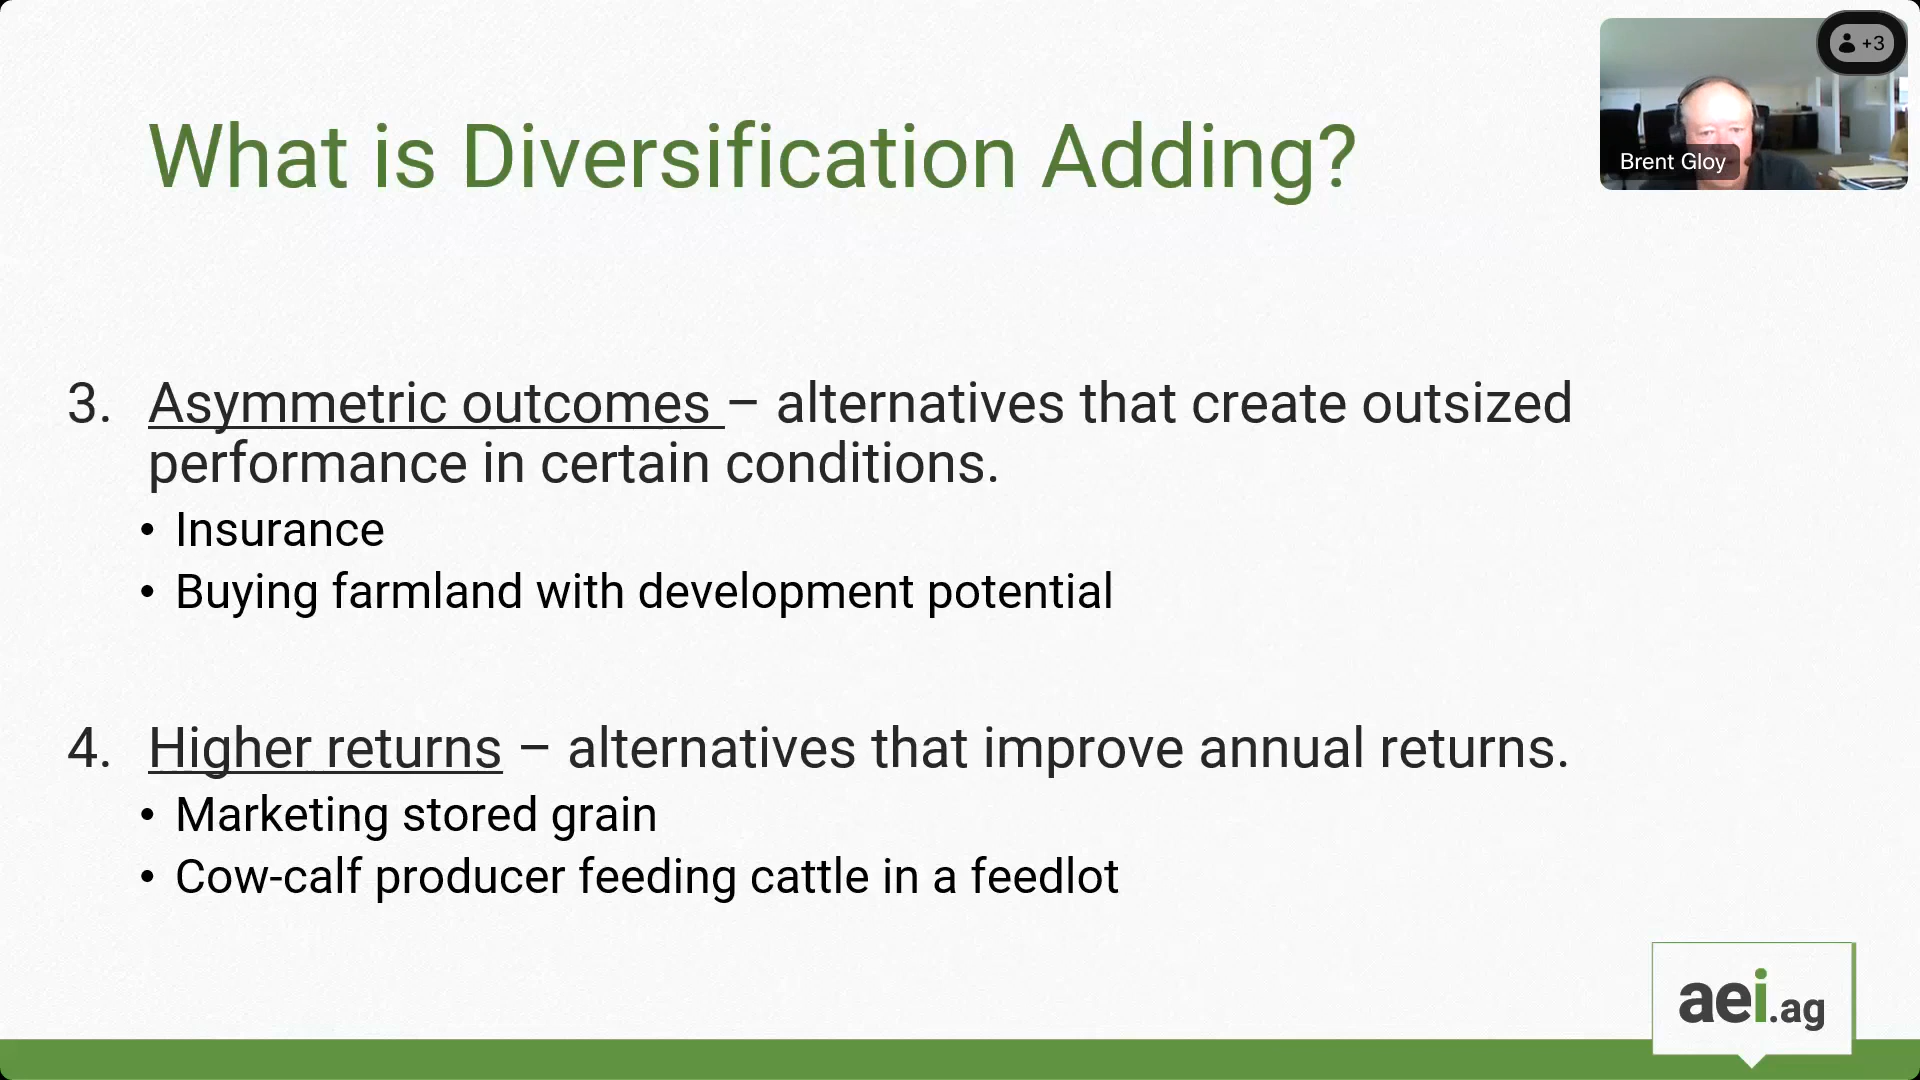 +3
What is Diversification Adding?
Brent Gloy
3. Asymmetric outcomes – alternatives that create outsized
performance in certain conditions.
• Insurance
• Buying farmland with development potential
4. Higher returns – alternatives that improve annual returns.
• Marketing stored grain
• Cow-calf producer feeding cattle in a feedlot
aei.ag